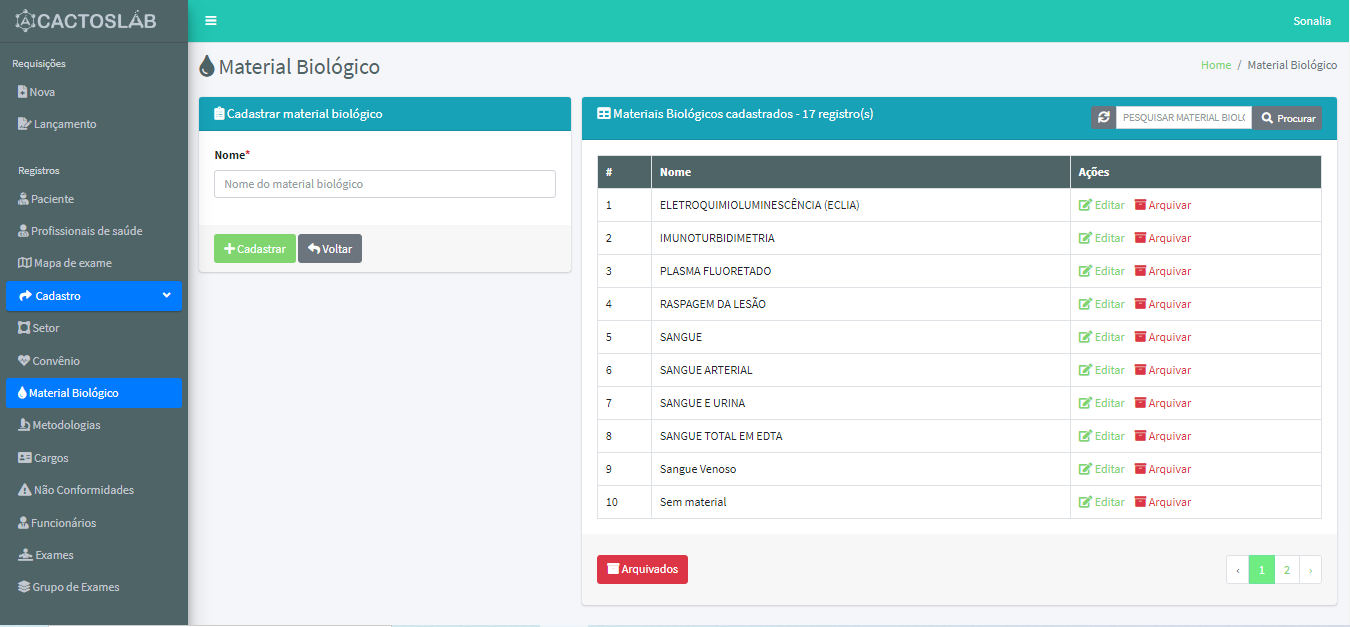 CACTOSLAB
Sonalia
Requisições
Nova
Lançamento
Registros
Paciente
Profissionais de saúde
Mapa de exame
Cadastro
Setor
Convênio
Material Biológico
Metodologias
Cargos
Não Conformidades
Funcionários
Exames
Grupo de Exames
Material Biológico
Home / Material Biológico
Cadastrar material biológico
Nome*
Nome do material biológico
Cadastrar Voltar
Materiais Biológicos cadastrados - 17 registro(s)
PESQUISAR MATERIAL BIOLÓ Procurar
# Nome Ações
1 ELETROQUIMIOLUMINESCÊNCIA (ECLIA) Editar Arquivar
2 IMUNOTURBIDIMETRIA Editar Arquivar
3 PLASMA FLUORETADO Editar Arquivar
4 RASPAGEM DA LESÃO Editar Arquivar
5 SANGUE Editar Arquivar
6 SANGUE ARTERIAL Editar Arquivar
7 SANGUE E URINA Editar Arquivar
8 SANGUE TOTAL EM EDTA Editar Arquivar
9 Sangue Venoso Editar Arquivar
10 Sem material Editar Arquivar
Arquivados
‹ 1 2 ›